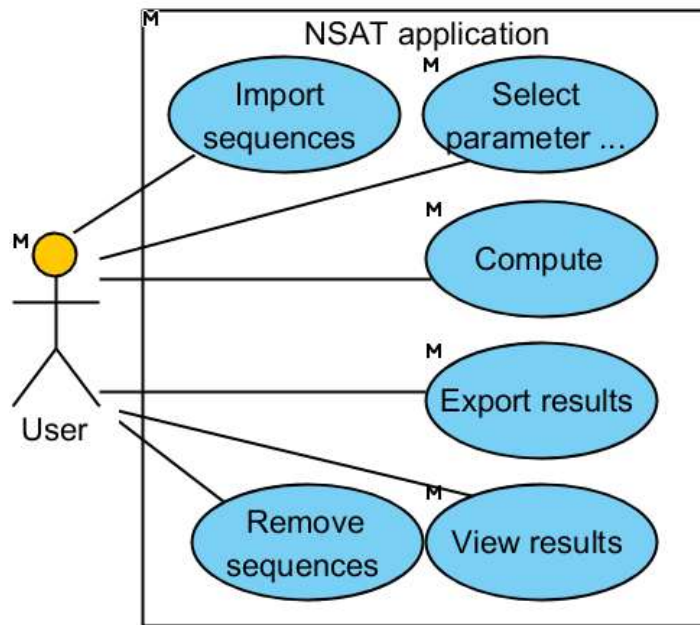 M
NSAT application
Import
sequences
M
Select
parameter ...
M
Compute
M
User
M
Export results
Remove
sequences
M
View results